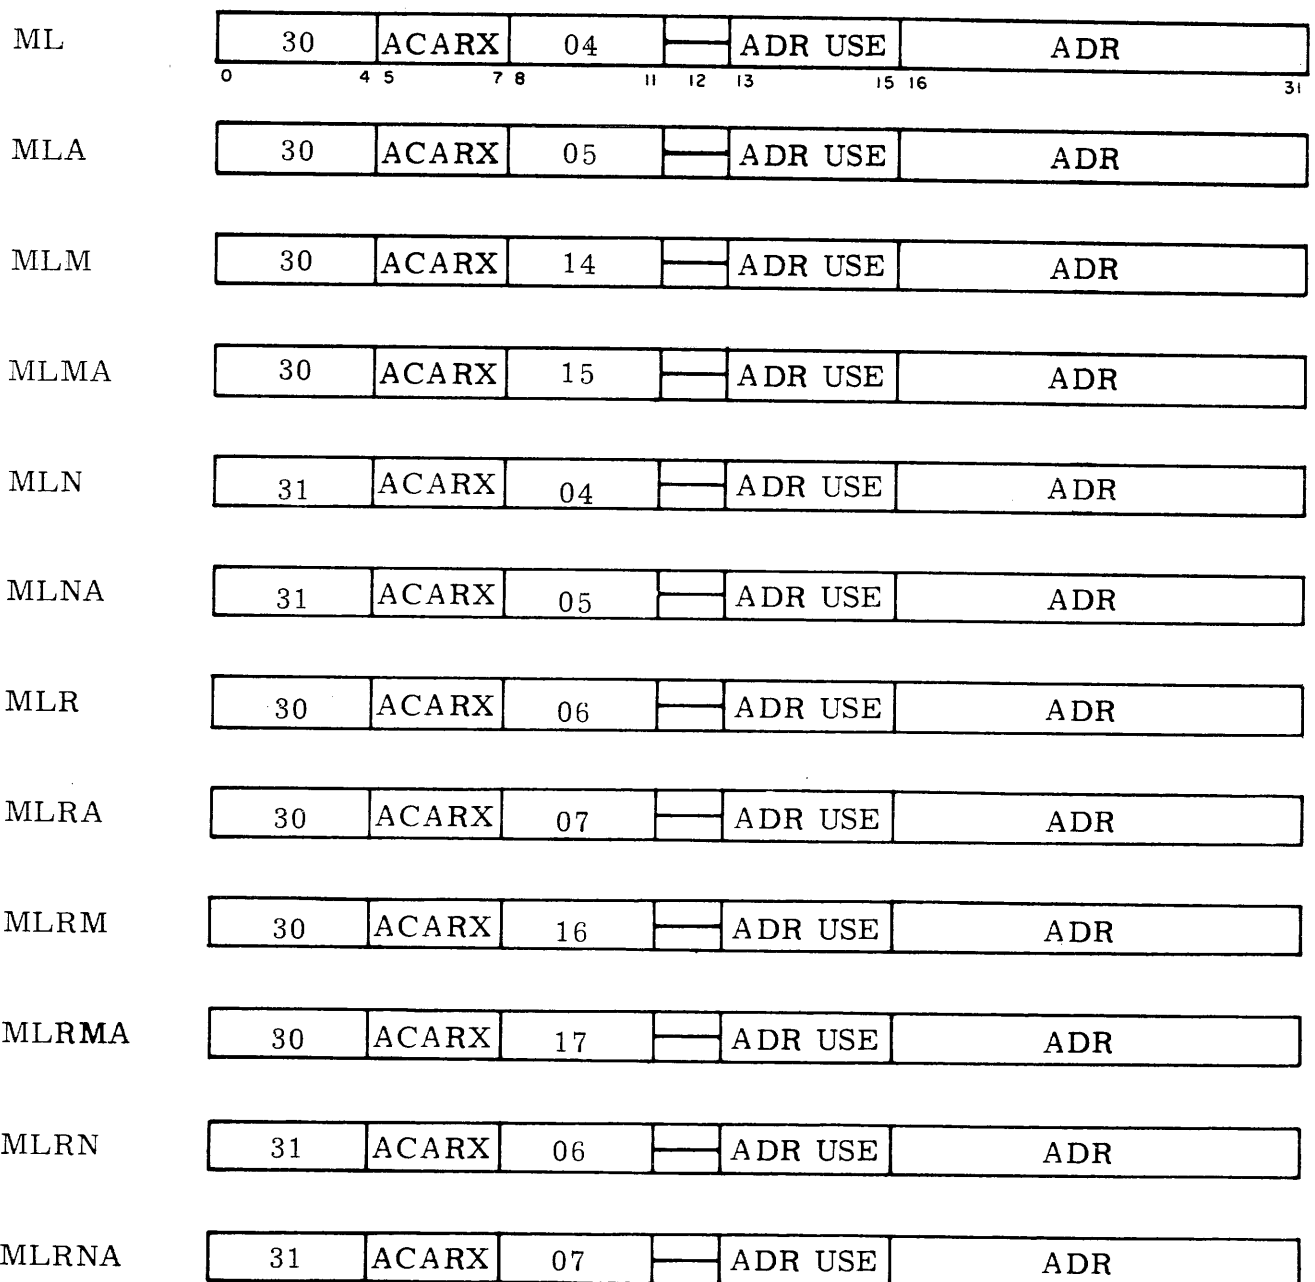 ML 30 ACARX 04 ADR USE ADR
0 4 5 7 8 11 12 13 15 16 31
MLA 30 ACARX 05 ADR USE ADR
MLM 30 ACARX 14 ADR USE ADR
MLMA 30 ACARX 15 ADR USE ADR
MLN 31 ACARX 04 ADR USE ADR
MLNA 31 ACARX 05 ADR USE ADR
MLR 30 ACARX 06 ADR USE ADR
MLRA 30 ACARX 07 ADR USE ADR
MLRM 30 ACARX 16 ADR USE ADR
MLRMA 30 ACARX 17 ADR USE ADR
MLRN 31 ACARX 06 ADR USE ADR
MLRNA 31 ACARX 07 ADR USE ADR